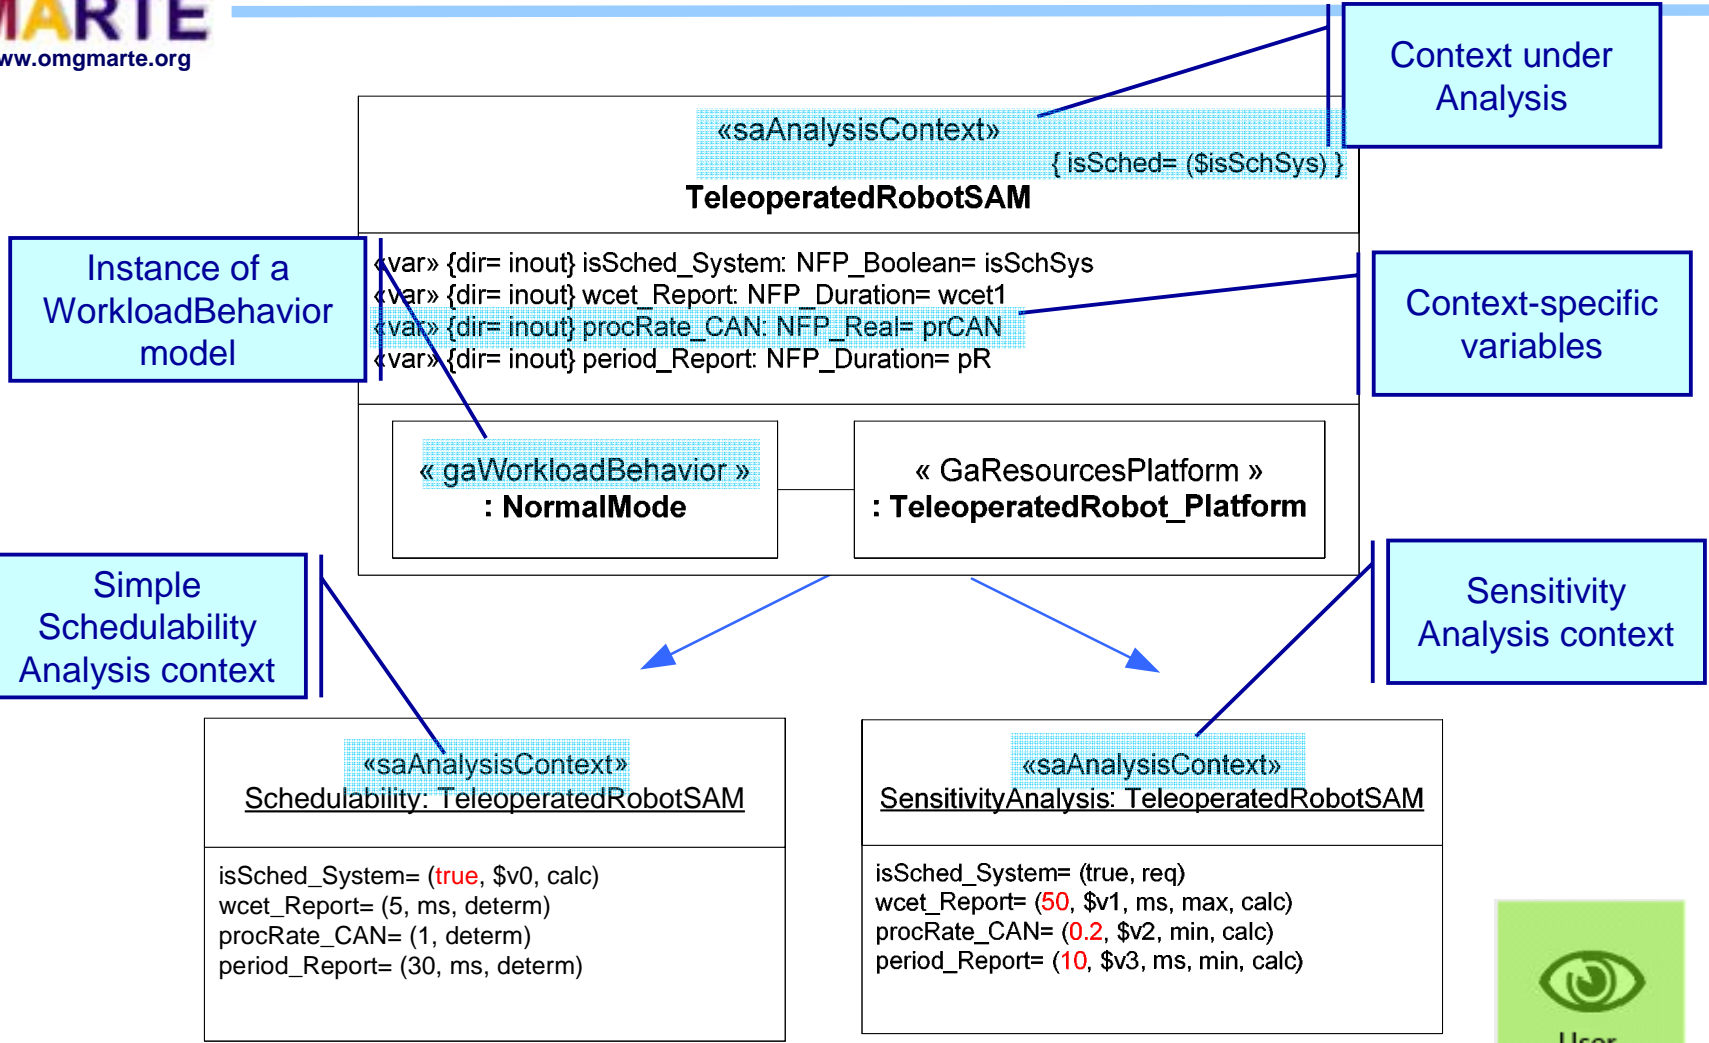 MARTE
www.omgmarte.org
Context under
Analysis
«saAnalysisContext»
{ isSched= ($isSchSys) }
TeleoperatedRobotSAM
Instance of a
WorkloadBehavior
model
«var» {dir= inout} isSched_System: NFP_Boolean= isSchSys
«var» {dir= inout} wcet_Report: NFP_Duration= wcet1
«var» {dir= inout} procRate_CAN: NFP_Real= prCAN
«var» {dir= inout} period_Report: NFP_Duration= pR
Context-specific
variables
« gaWorkloadBehavior »
: NormalMode
« GaResourcesPlatform »
: TeleoperatedRobot_Platform
Simple
Schedulability
Analysis context
Sensitivity
Analysis context
«saAnalysisContext»
Schedulability: TeleoperatedRobotSAM
isSched_System= (true, $v0, calc)
wcet_Report= (5, ms, determ)
procRate_CAN= (1, determ)
period_Report= (30, ms, determ)
«saAnalysisContext»
SensitivityAnalysis: TeleoperatedRobotSAM
isSched_System= (true, req)
wcet_Report= (50, $v1, ms, max, calc)
procRate_CAN= (0.2, $v2, min, calc)
period_Report= (10, $v3, ms, min, calc)
User